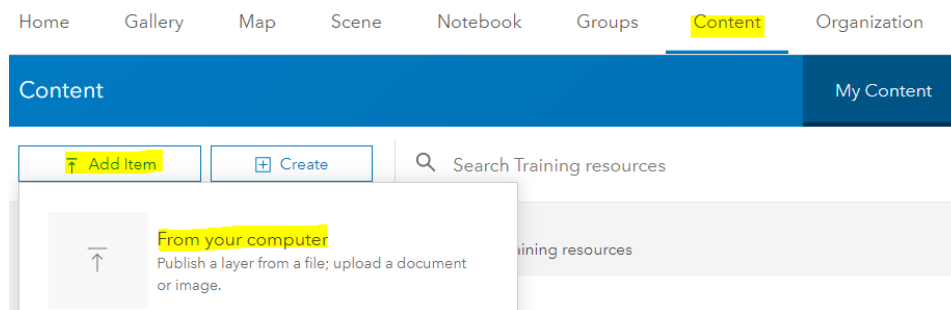 Home Gallery Map Scene Notebook Groups Content Organization
Content My Content
Add Item Create Search Training resources
From your computer
Publish a layer from a file; upload a document
or image.
ining resources